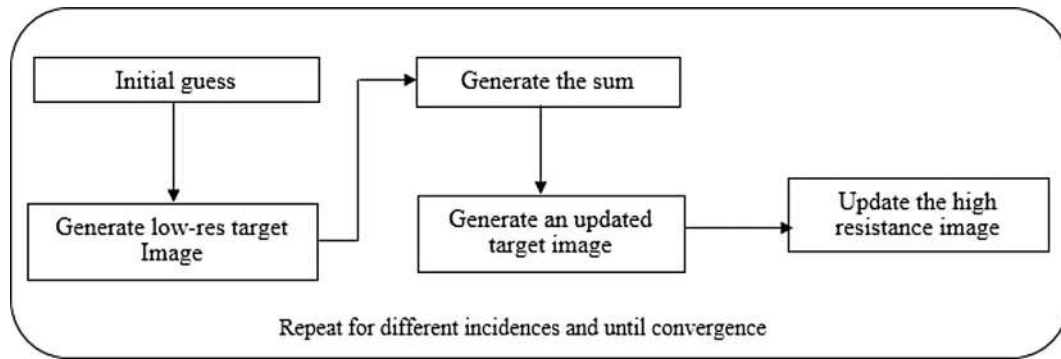 Initial guess
Generate low-res target
Image
Generate the sum
Generate an updated
target image
Update the high
resistance image
Repeat for different incidences and until convergence